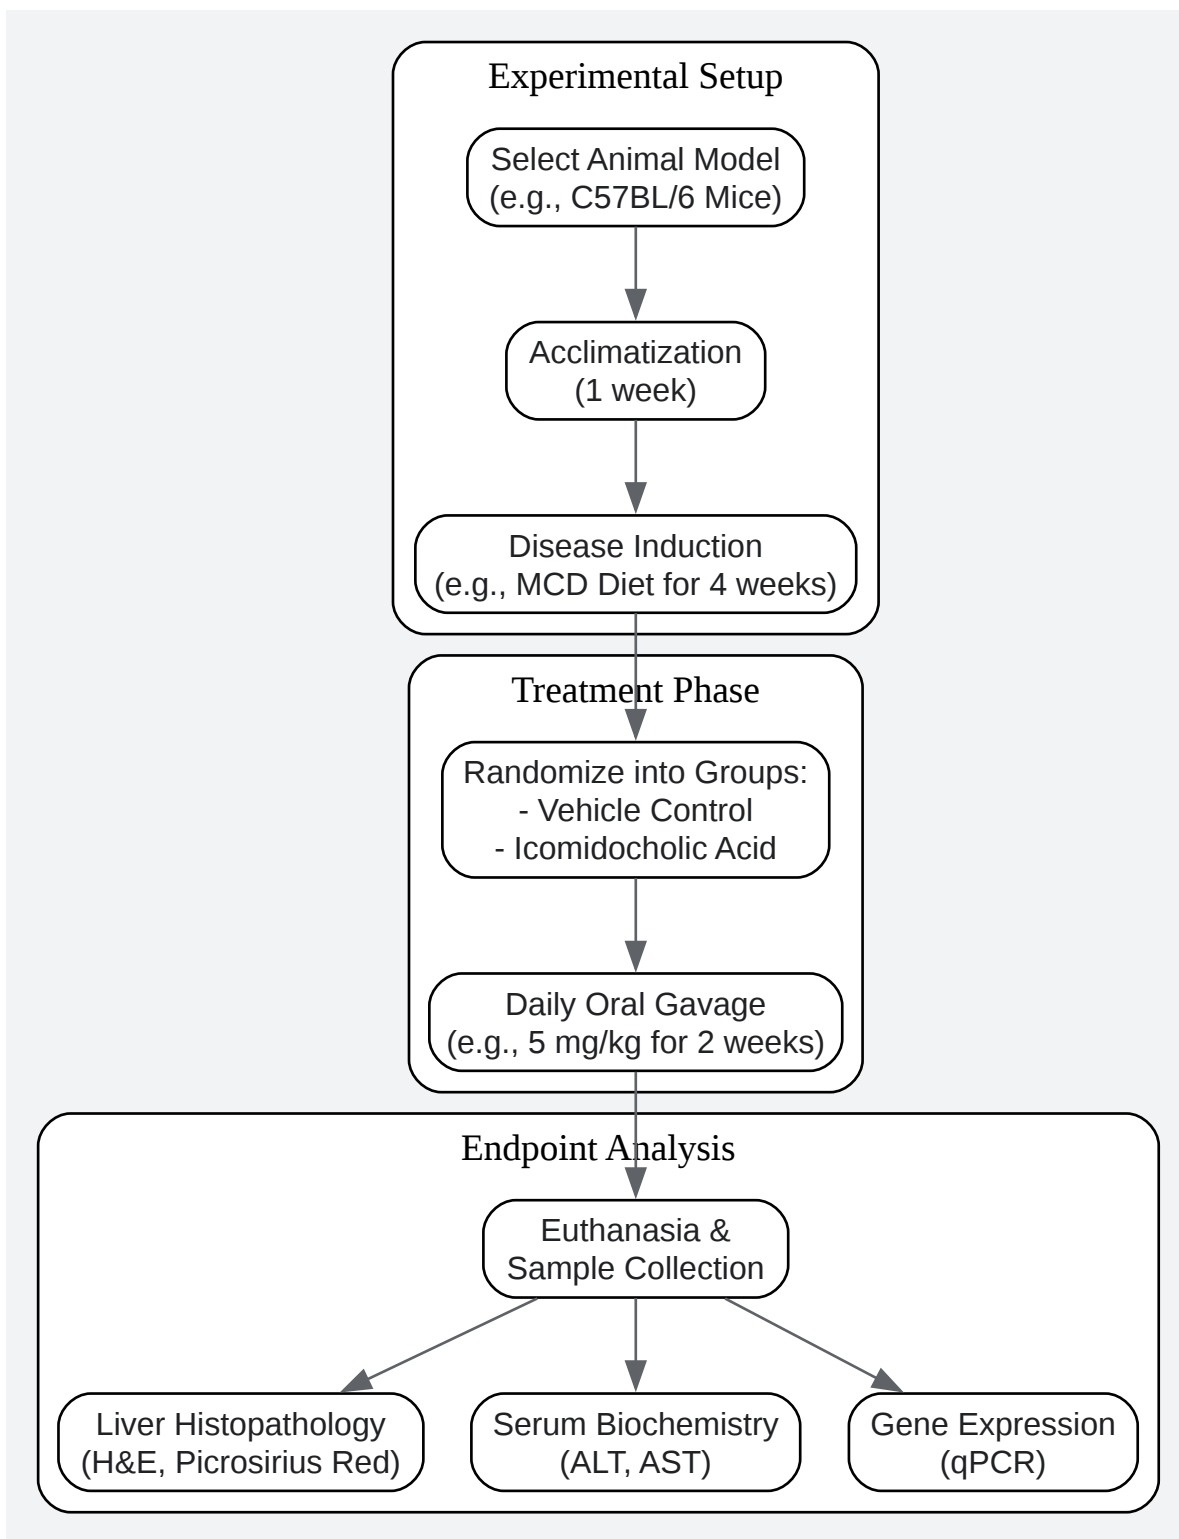 Experimental Setup
Select Animal Model
(e.g., C57BL/6 Mice)
Acclimatization
(1 week)
Disease Induction
(e.g., MCD Diet for 4 weeks)
Treatment Phase
Randomize into Groups:
- Vehicle Control
- Icomidocholic Acid
Daily Oral Gavage
(e.g., 5 mg/kg for 2 weeks)
Endpoint Analysis
Euthanasia &
Sample Collection
Liver Histopathology
(H&E, Picrosirius Red)
Serum Biochemistry
(ALT, AST)
Gene Expression
(qPCR)